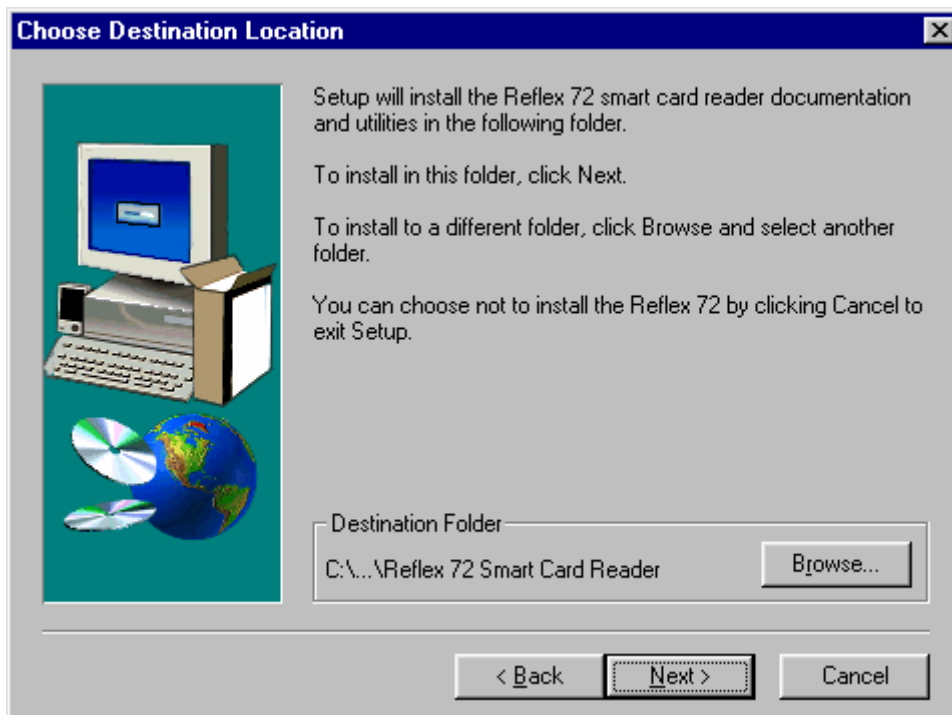 Choose Destination Location
Setup will install the Reflex 72 smart card reader documentation
and utilities in the following folder.
To install in this folder, click Next.
To install to a different folder, click Browse and select another
folder.
You can choose not to install the Reflex 72 by clicking Cancel to
exit Setup.
Destination Folder
C:\...\Reflex 72 Smart Card Reader
Browse...
< Back
Next >
Cancel